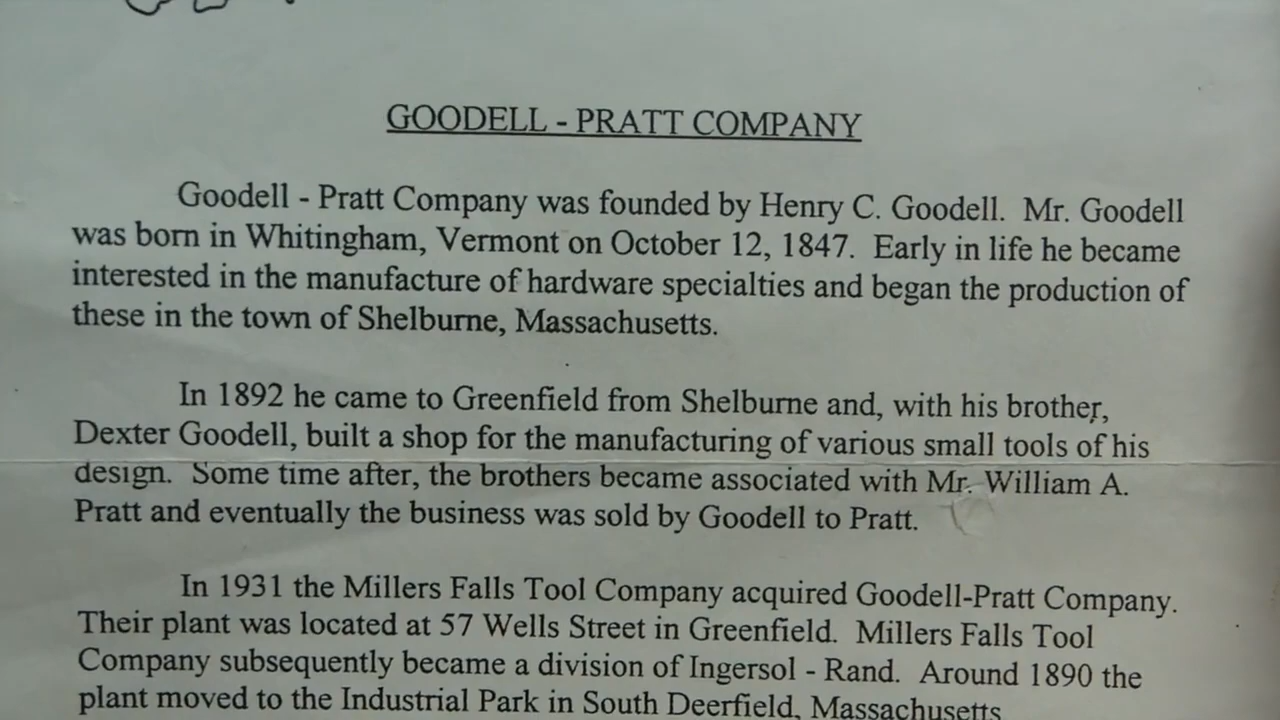 GOODELL - PRATT COMPANY
Goodell - Pratt Company was founded by Henry C. Goodell. Mr. Goodell
was born in Whitingham, Vermont on October 12, 1847. Early in life he became
interested in the manufacture of hardware specialties and began the production of
these in the town of Shelburne, Massachusetts.
In 1892 he came to Greenfield from Shelburne and, with his brother,
Dexter Goodell, built a shop for the manufacturing of various small tools of his
design. Some time after, the brothers became associated with Mr. William A.
Pratt and eventually the business was sold by Goodell to Pratt.
In 1931 the Millers Falls Tool Company acquired Goodell-Pratt Company.
Their plant was located at 57 Wells Street in Greenfield. Millers Falls Tool
Company subsequently became a division of Ingersol - Rand. Around 1890 the
plant moved to the Industrial Park in South Deerfield, Massachusetts